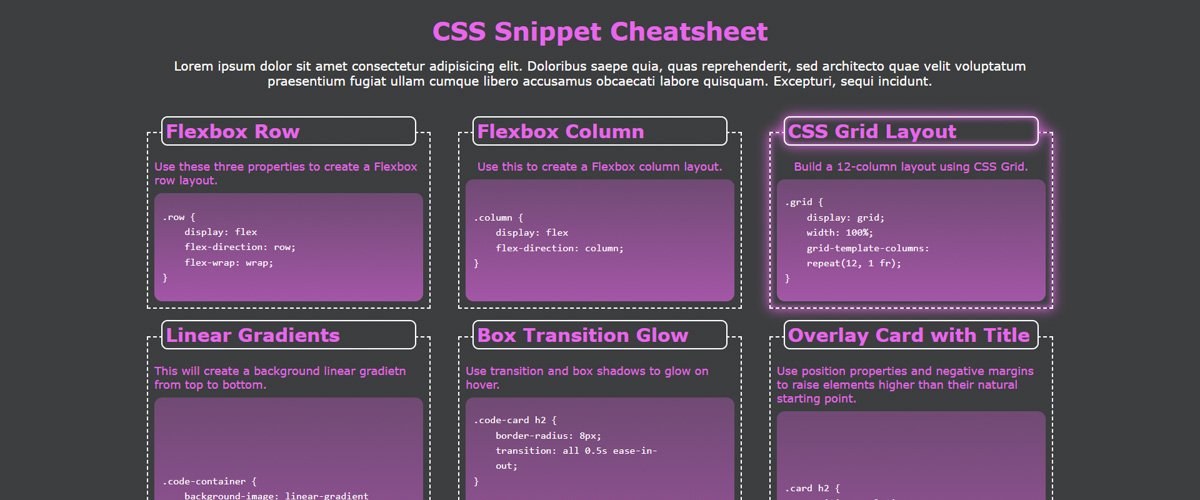 CSS Snippet Cheatsheet
Lorem ipsum dolor sit amet consectetur adipisicing elit. Doloribus saepe quia, quas reprehenderit, sed architecto quae velit voluptatum
praesentium fugiat ullam cumque libero accusamus obcaecati labore quisquam. Excepturi, sequi incidunt.
Flexbox Row
Use these three properties to create a Flexbox
row layout.
.row {
display: flex
flex-direction: row;
flex-wrap: wrap;
}
Flexbox Column
Use this to create a Flexbox column layout.
.column {
display: flex
flex-direction: column;
}
CSS Grid Layout
Build a 12-column layout using CSS Grid.
.grid {
display: grid;
width: 100%;
grid-template-columns:
repeat(12, 1 fr);
}
Linear Gradients
This will create a background linear gradietn
from top to bottom.
.code-container {
background-image: linear-gradient
Box Transition Glow
Use transition and box shadows to glow on
hover.
.code-card h2 {
border-radius: 8px;
transition: all 0.5s ease-in-
out;
}
Overlay Card with Title
Use position properties and negative margins
to raise elements higher than their natural
starting point.
.card h2 {